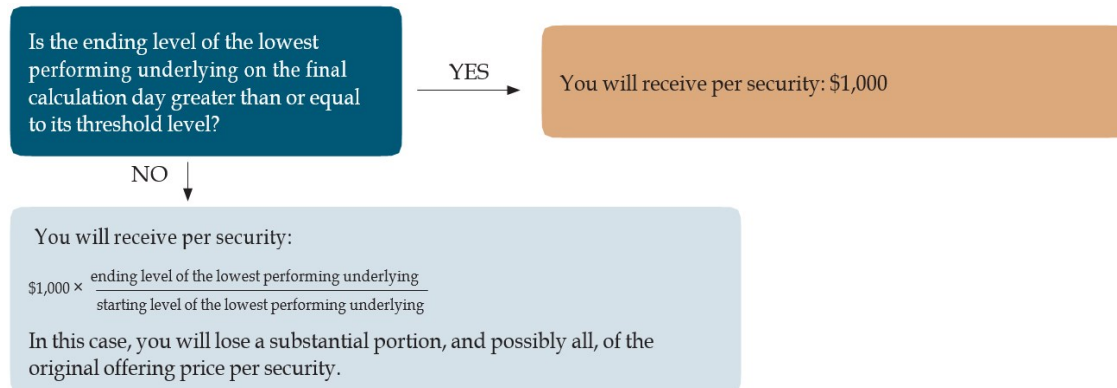 Is the ending level of the lowest
performing underlying on the final
calculation day greater than or equal
to its threshold level?
YES
You will receive per security: $1,000
NO
You will receive per security:
$1,000 × ending level of the lowest performing underlying
starting level of the lowest performing underlying
In this case, you will lose a substantial portion, and possibly all, of the
original offering price per security.